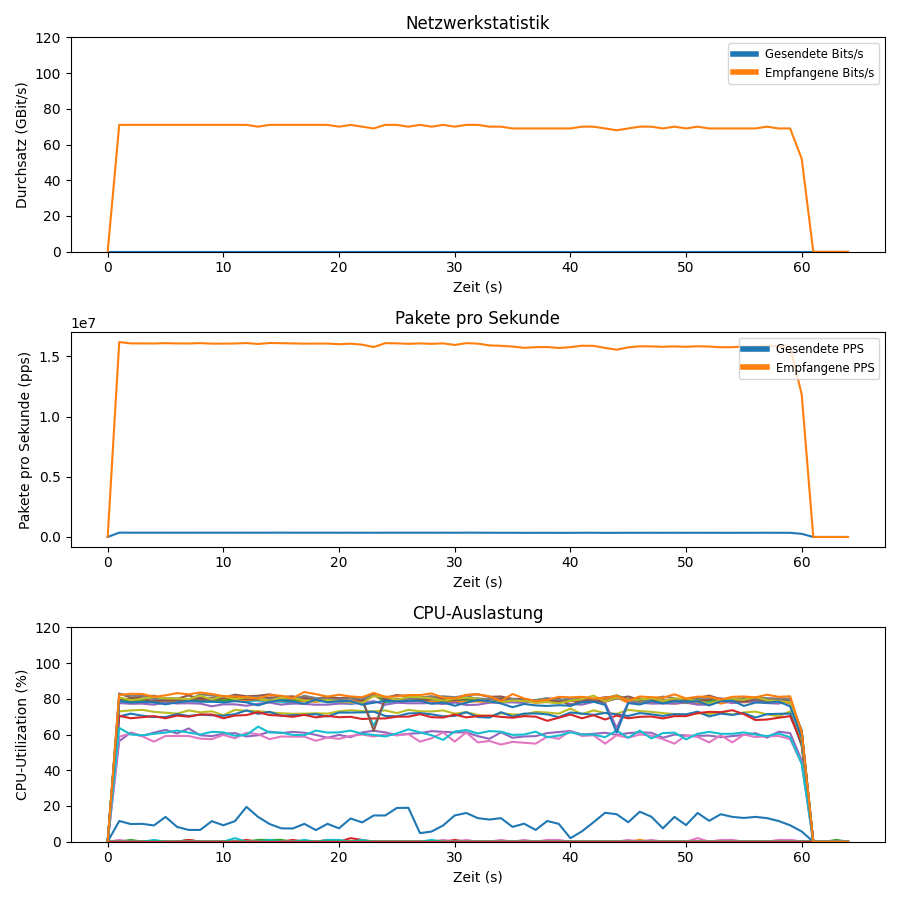 Netzwerkstatistik
120
100
80
60
40
20
0
Durchsatz (GBit/s)
Gesendete Bits/s
Empfangene Bits/s
0 10 20 30 40 50 60
Zeit (s)
Pakete pro Sekunde
1e7
1.5
1.0
0.5
0.0
Pakete pro Sekunde (pps)
Gesendete PPS
Empfangene PPS
0 10 20 30 40 50 60
Zeit (s)
CPU-Auslastung
120
100
80
60
40
20
0
CPU-Utilization (%)
0 10 20 30 40 50 60
Zeit (s)